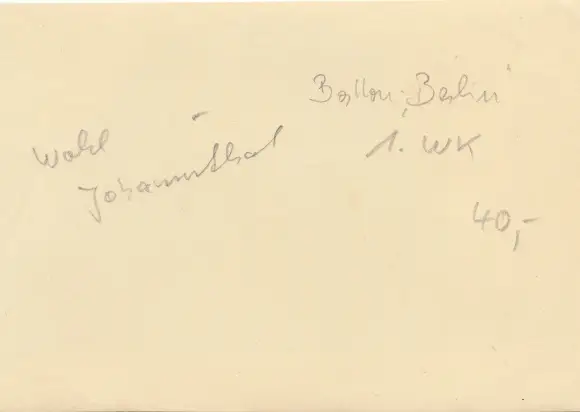 Ballon „Berlin"
1. WK
Wohl
Johannisthal
40,-